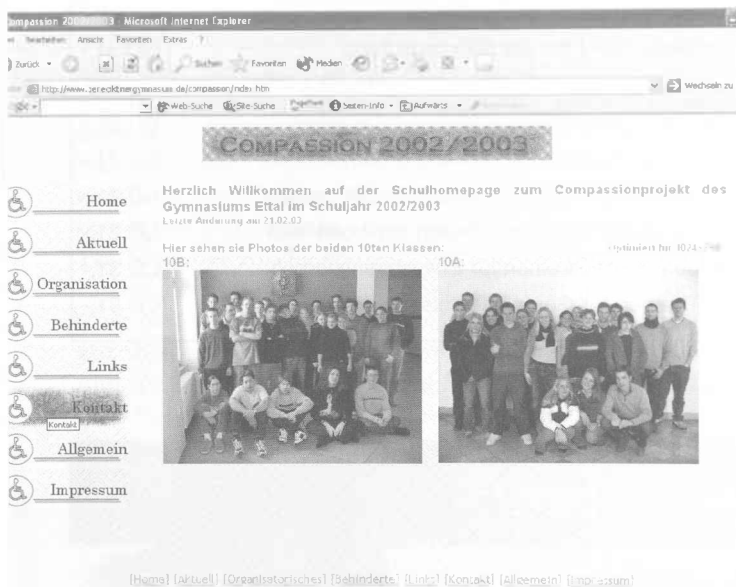 Compassion 2002/2003 - Microsoft Internet Explorer
Bearbeiten Ansicht Favoriten Extras ?
Zurück Suchen Favoriten Medien
Wechseln zu
Web-Suche Site-Suche PageRank Seiten-Info Aufwärts
COMPASSION 2002/2003
Herzlich Willkommen auf der Schulhomepage zum Compassionprojekt des
Gymnasiums Ettal im Schuljahr 2002/2003
Letzte Änderung am 21.02.03
Hier sehen sie Photos der beiden 10ten Klassen:
10B:
10A:
Home
Aktuell
Organisation
Behinderte
Links
Kontakt
Kontakt
Allgemein
Impressum
[Home] [Aktuell] [Organisatorisches] [Behinderte] [Links] [Kontakt] [Allgemein] [Impressum]